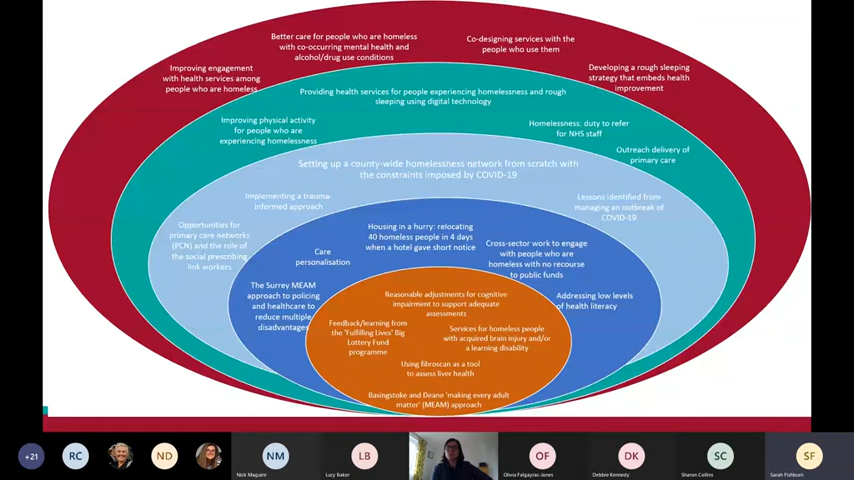 Better care for people who are homeless
with co-occurring mental health and
alcohol/drug use conditions
Co-designing services with the
people who use them
Improving engagement
with health services among
people who are homeless
Developing a rough sleeping
strategy that embeds health
improvement
Providing health services for people experiencing homelessness and rough
sleeping using digital technology
Improving physical activity
for people who are
experiencing homelessness
Homelessness: duty to refer
for NHS staff
Outreach delivery of
primary care
Setting up a county-wide homelessness network from scratch with
the constraints imposed by COVID-19
Implementing a trauma-
informed approach
Lessons identified from
managing an outbreak of
COVID-19
Opportunities for
primary care networks
(PCN) and the role of
the social prescribing
link workers
Housing in a hurry: relocating
40 homeless people in 4 days
when a hotel gave short notice
Care
personalisation
Cross-sector work to engage
with people who are
homeless with no recourse
to public funds
The Surrey MEAM
approach to policing
and healthcare to
reduce multiple
disadvantages
Addressing low levels
of health literacy
Reasonable adjustments for cognitive
impairment to support adequate
assessments
Feedback/learning from
the 'Fulfilling Lives' Big
Lottery Fund
programme
Services for homeless people
with acquired brain injury and/or
a learning disability
Using fibroscan as a tool
to assess liver health
Basingstoke and Deane 'making every adult
matter' (MEAM) approach
+21
RC
ND
NM
Nick Maguire
LB
Lucy Baker
OF
Olivia Fatpayrac-Jones
DK
Debbie Kennedy
SC
Sharon Collins
SF
Sarah Fishburn